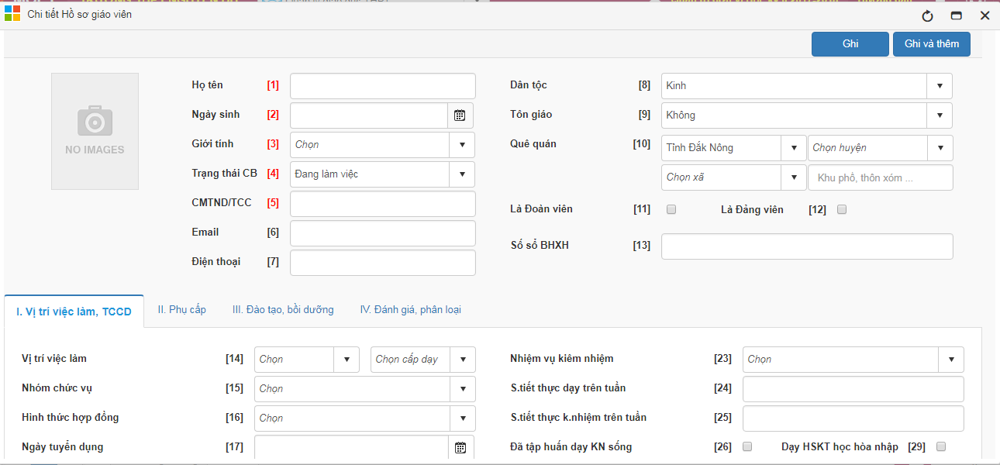 Chi tiết Hồ sơ giáo viên
Ghi
Ghi và thêm
NO IMAGES
Họ tên [1]
Ngày sinh [2]
Giới tính [3] Chọn
Trạng thái CB [4] Đang làm việc
CMTND/TCC [5]
Email [6]
Điện thoại [7]
Dân tộc [8] Kinh
Tôn giáo [9] Không
Quê quán [10] Tỉnh Đắk Nông Chọn huyện
Chọn xã Khu phố, thôn xóm ...
Là Đoàn viên [11] Là Đảng viên [12]
Số sổ BHXH [13]
I. Vị trí việc làm, TCCD II. Phụ cấp III. Đào tạo, bồi dưỡng IV. Đánh giá, phân loại
Vị trí việc làm [14] Chọn Chọn cấp dạy
Nhóm chức vụ [15] Chọn
Hình thức hợp đồng [16] Chọn
Ngày tuyển dụng [17]
Nhiệm vụ kiêm nhiệm [23] Chọn
S.tiết thực dạy trên tuần [24]
S.tiết thực k.nhiệm trên tuần [25]
Đã tập huấn dạy KN sống [26] Dạy HSKT học hòa nhập [29]